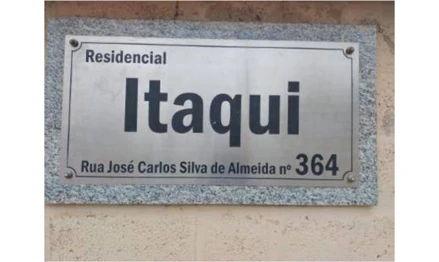 Residencial
Itaqui
Rua José Carlos Silva de Almeida nº 364